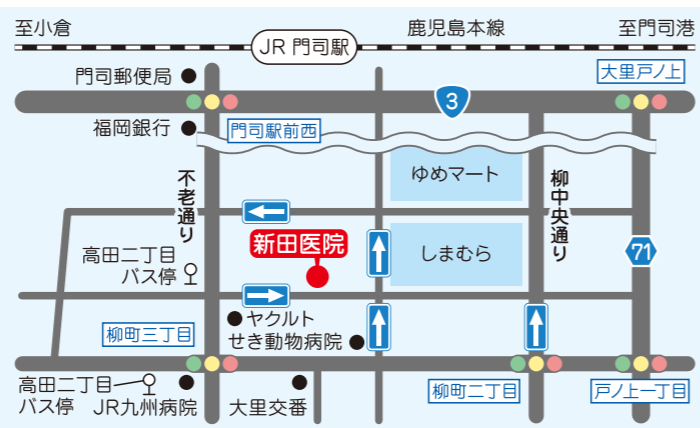 至小倉
JR 門司駅
鹿児島本線
至門司港
門司郵便局
大里戸ノ上
3
福岡銀行
門司駅前西
不老通り
ゆめマート
柳中央通り
新田医院
しまむら
71
高田二丁目
バス停
ヤクルト
せき動物病院
柳町三丁目
高田二丁目
バス停
JR九州病院
大里交番
柳町二丁目
戸ノ上一丁目